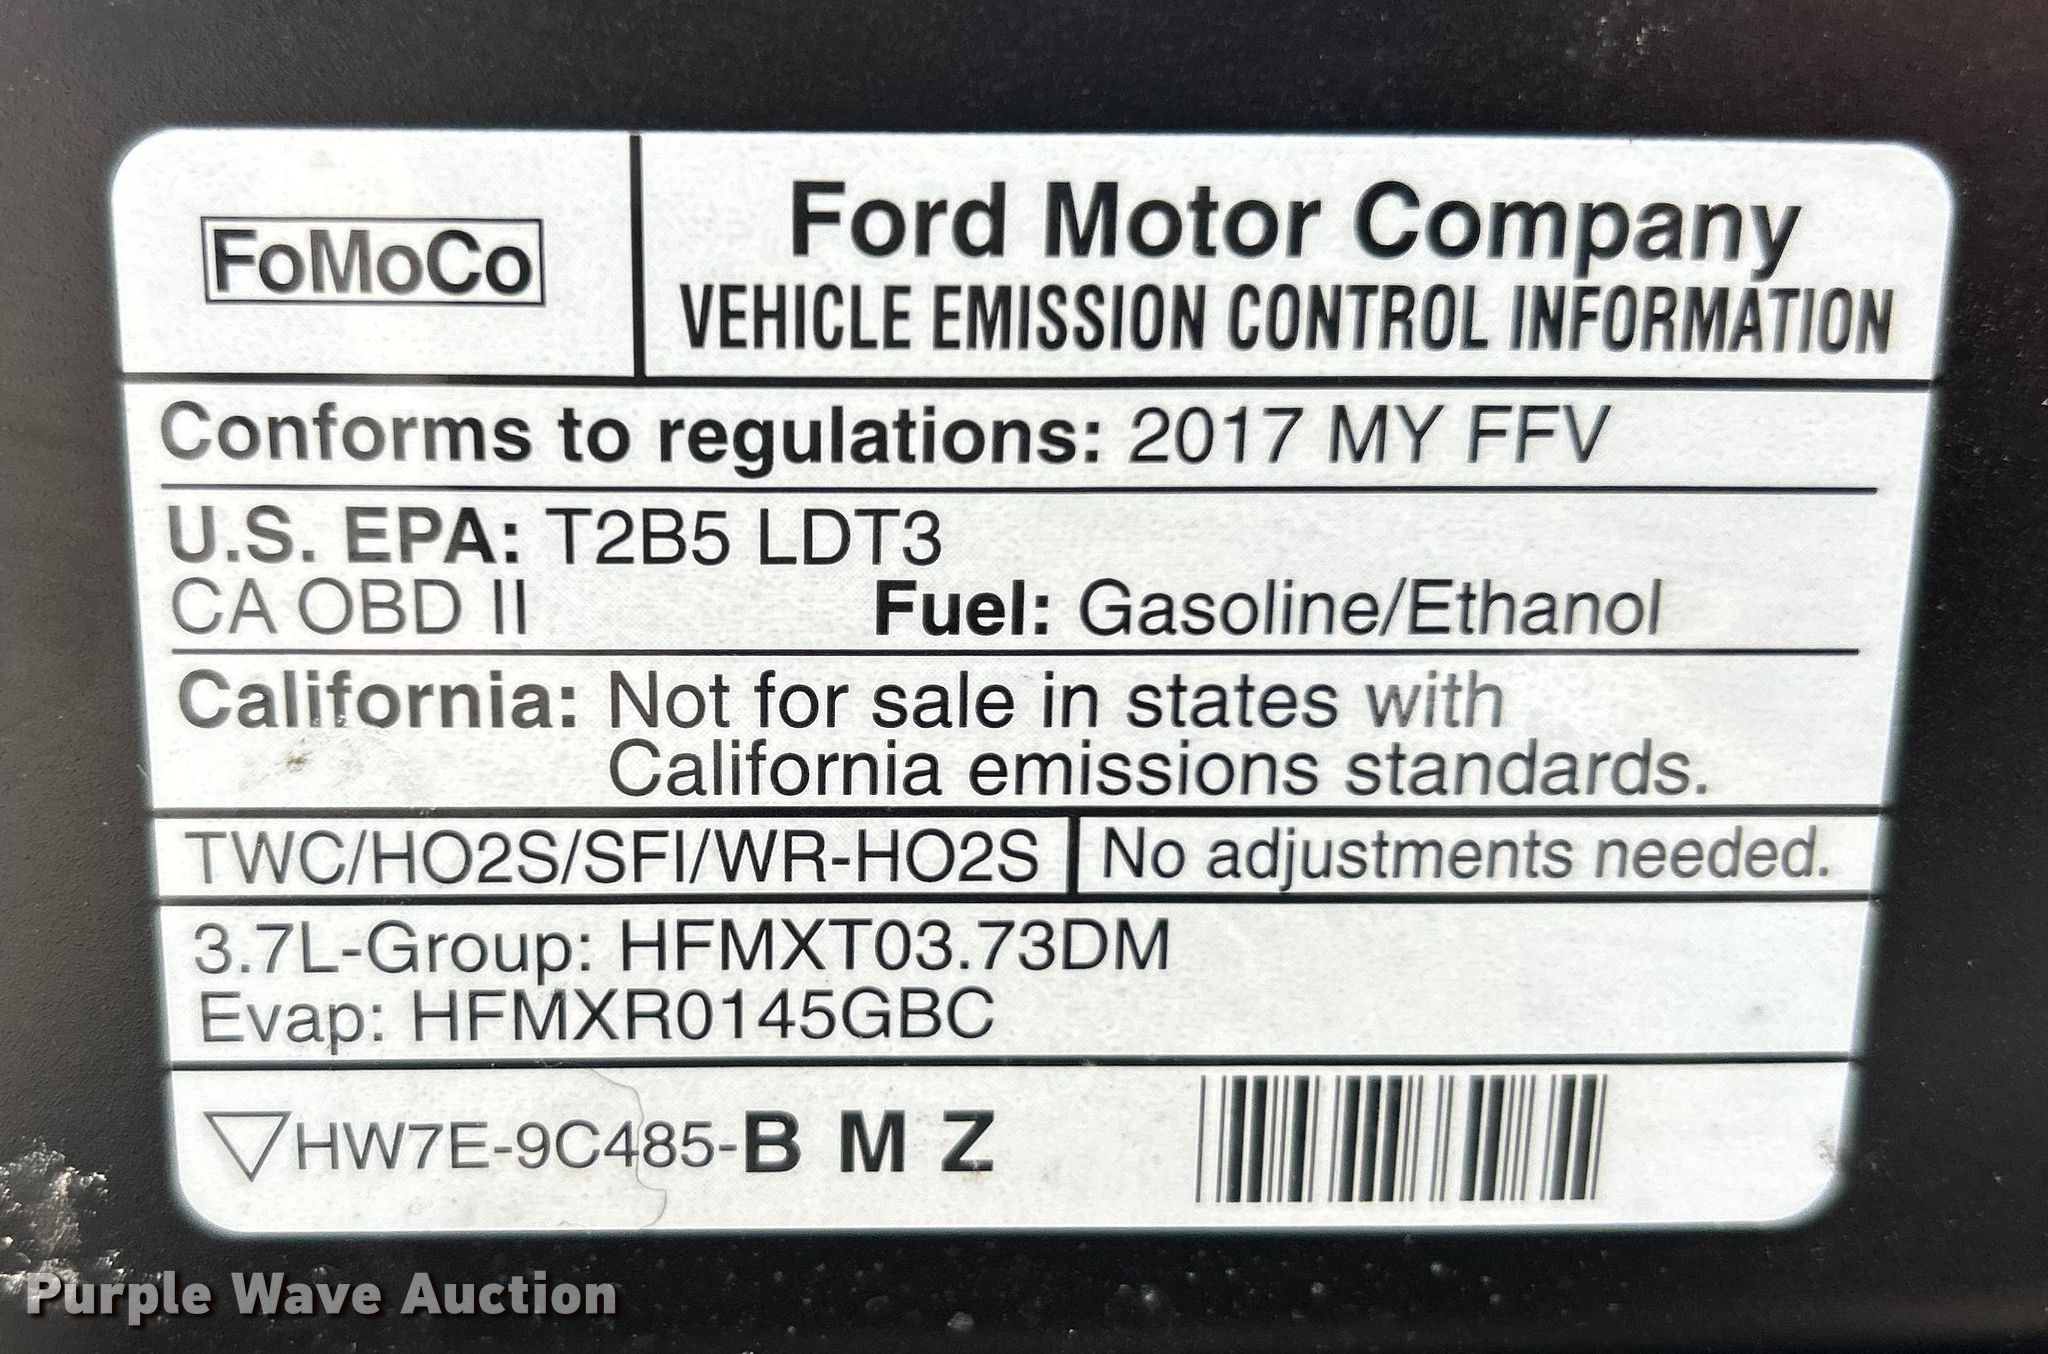 FoMoCo
Ford Motor Company
VEHICLE EMISSION CONTROL INFORMATION
Conforms to regulations: 2017 MY FFV
U.S. EPA: T2B5 LDT3
CA OBD II Fuel: Gasoline/Ethanol
California: Not for sale in states with
California emissions standards.
TWC/HO2S/SFI/WR-HO2S No adjustments needed.
3.7L-Group: HFMXT03.73DM
Evap: HFMXR0145GBC
HW7E-9C485-B M Z
Purple Wave Auction